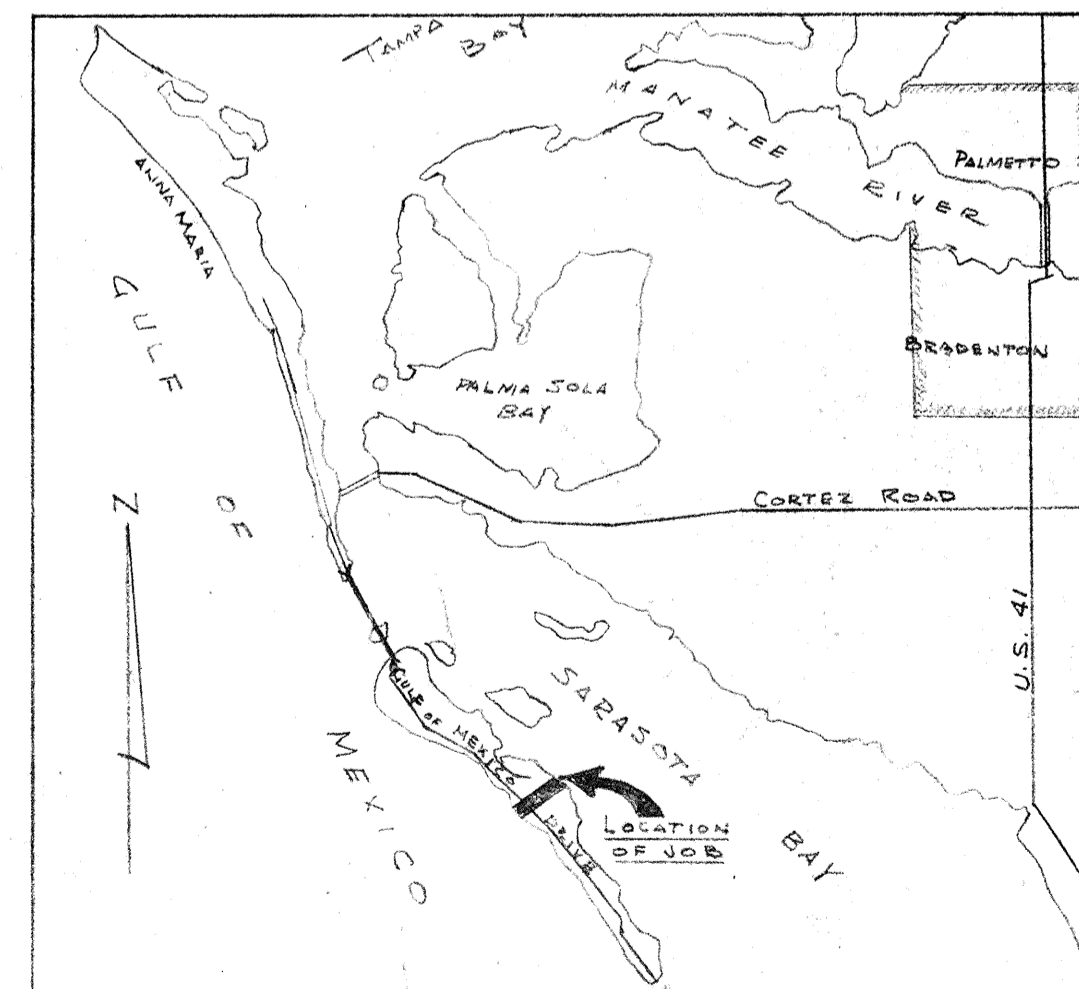 TAMPA BAY
MANATEE RIVER
PALMETTO
ANNA MARIA
GULF OF MEXICO
BRADENTON
PALMA SOLA
BAY
CORTEZ ROAD
N
U.S. 41
SARASOTA BAY
GULF OF MEXICO DRIVE
LOCATION
OF JOB